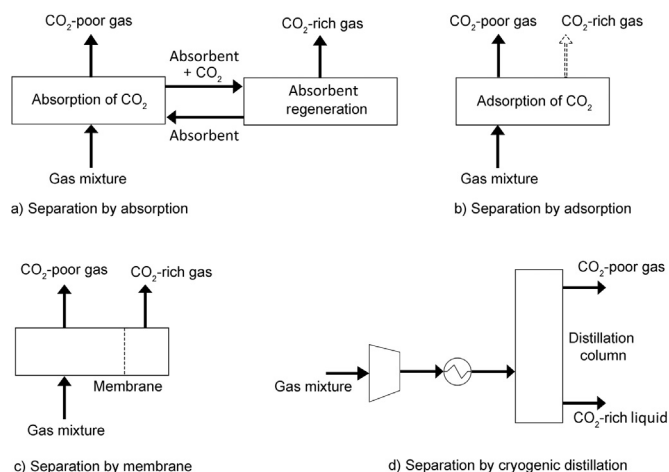 CO₂-poor gas
CO₂-rich gas
Absorbent
+ CO₂
Absorption of CO₂
Absorbent
regeneration
Absorbent
Gas mixture
a) Separation by absorption
CO₂-poor gas
CO₂-rich gas
Adsorption of CO₂
Gas mixture
b) Separation by adsorption
CO₂-poor gas
CO₂-rich gas
Membrane
Gas mixture
c) Separation by membrane
CO₂-poor gas
Distillation
column
Gas mixture
CO₂-rich liquid
d) Separation by cryogenic distillation